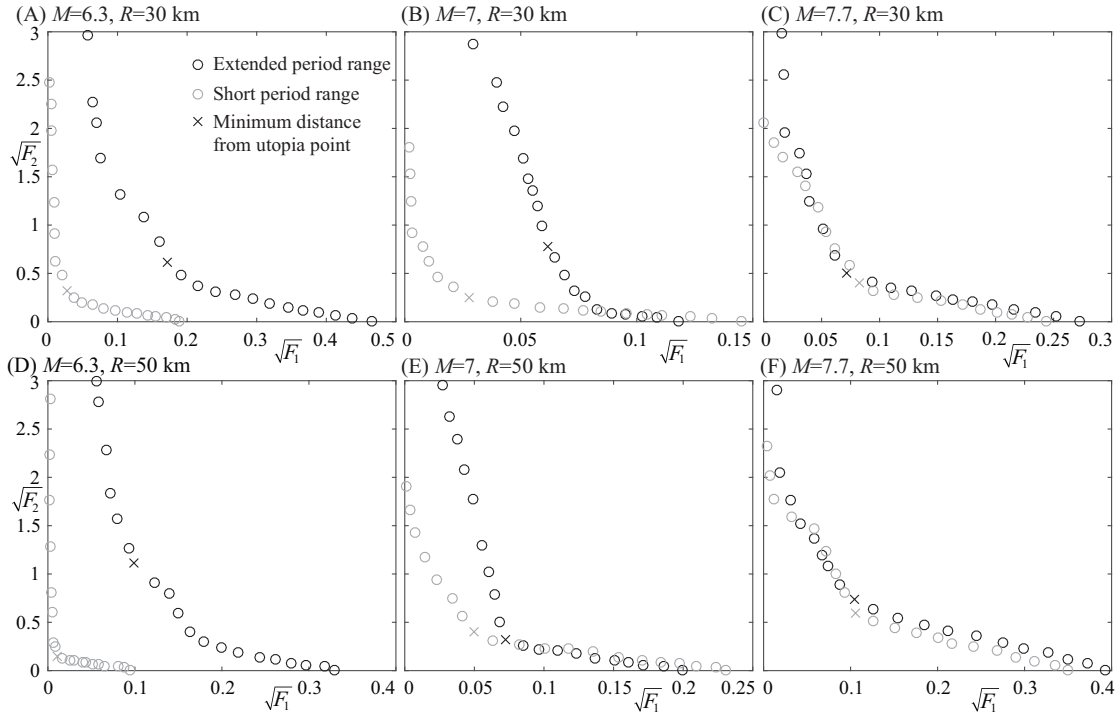 (A) M=6.3, R=30 km
(B) M=7, R=30 km
(C) M=7.7, R=30 km
3
2.5
2
√F2
1.5
1
0.5
0
Extended period range
Short period range
Minimum distance
from utopia point
0 0.1 0.2 0.3 0.4 0.5
√F1
0.05 0.1 0.15
√F1
0 0.05 0.1 0.15 0.2 0.25 0.3
√F1
(D) M=6.3, R=50 km
(E) M=7, R=50 km
(F) M=7.7, R=50 km
3
2.5
2
√F2
1.5
1
0.5
0
0 0.1 0.2 0.3 0.4
√F1
0 0.05 0.1 0.15 0.2 0.25
√F1
0 0.1 0.2 0.3 0.4
√F1